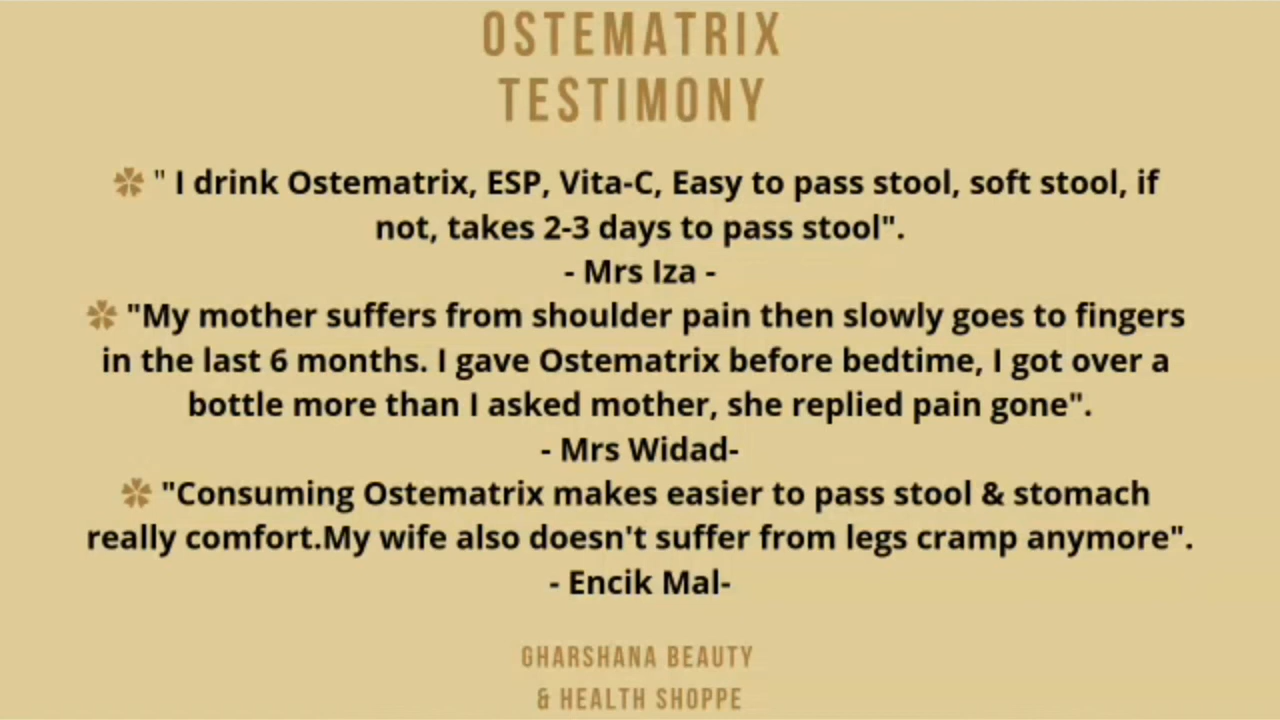 OSTEMATRIX
TESTIMONY
" I drink Ostematrix, ESP, Vita-C, Easy to pass stool, soft stool, if
not, takes 2-3 days to pass stool".
- Mrs Iza -
"My mother suffers from shoulder pain then slowly goes to fingers
in the last 6 months. I gave Ostematrix before bedtime, I got over a
bottle more than I asked mother, she replied pain gone".
- Mrs Widad-
"Consuming Ostematrix makes easier to pass stool & stomach
really comfort.My wife also doesn't suffer from legs cramp anymore".
- Encik Mal-
GHARSHANA BEAUTY
& HEALTH SHOPPE